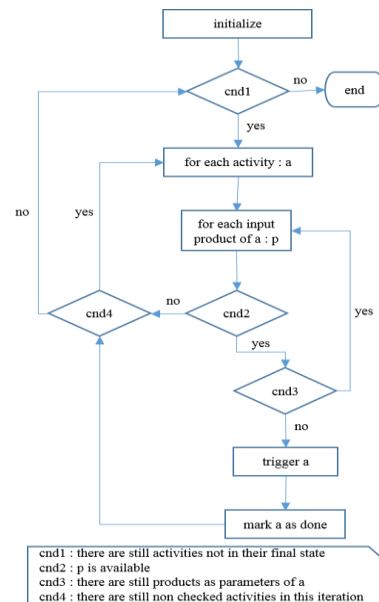 initialize
cnd1
no
end
yes
for each activity : a
no
yes
for each input
product of a : p
no
cnd4
cnd2
yes
yes
cnd3
no
trigger a
mark a as done
cnd1 : there are still activities not in their final state
cnd2 : p is available
cnd3 : there are still products as parameters of a
cnd4 : there are still non checked activities in this iteration